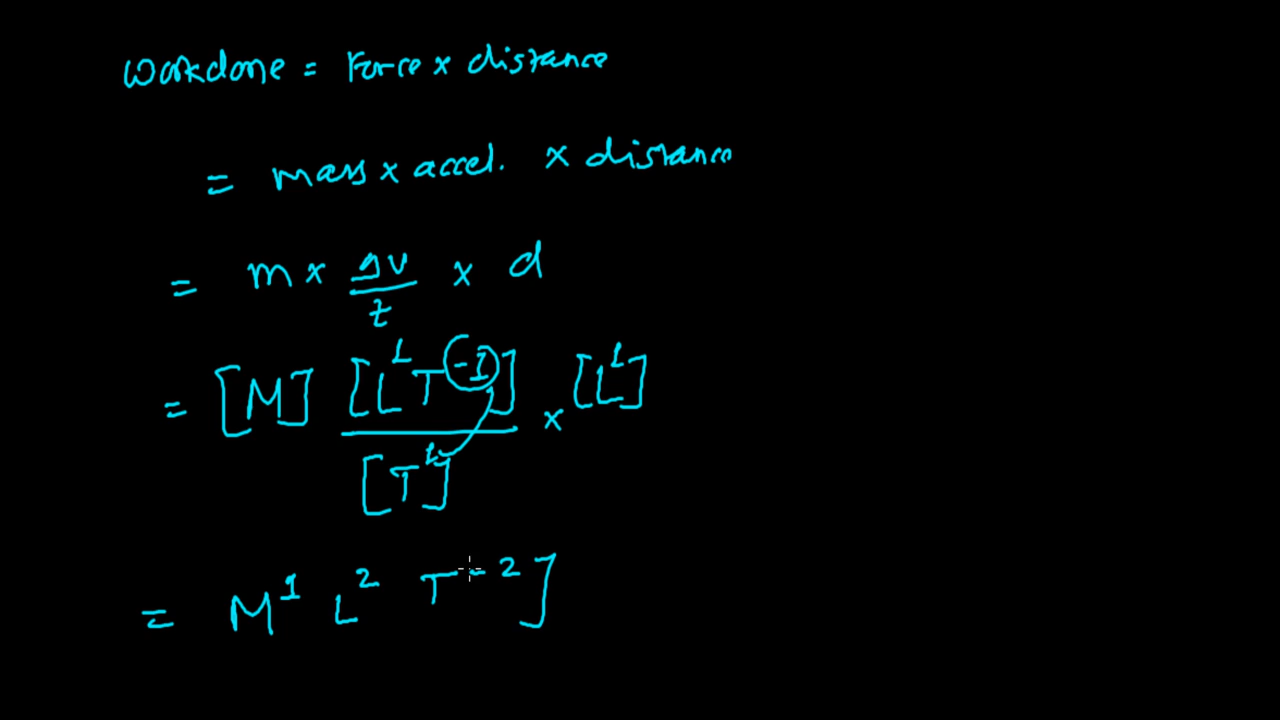 workdone = Force × distance
= mass × accel. × distance
= m × Δv/t × d
= [M] [L¹T⁻¹]/[T¹] × [L¹]
= M¹ L² T⁻²]